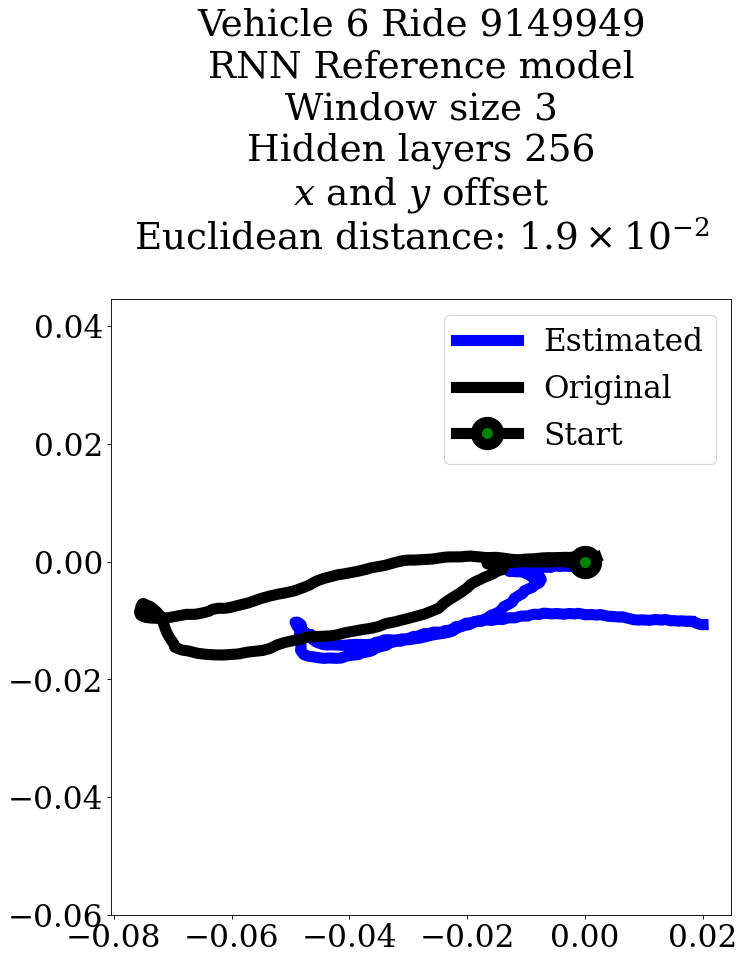 Vehicle 6 Ride 9149949
RNN Reference model
Window size 3
Hidden layers 256
x and y offset
Euclidean distance: 1.9 × 10⁻²
Estimated
Original
Start
0.04
0.02
0.00
−0.02
−0.04
−0.06
−0.08 −0.06 −0.04 −0.02 0.00 0.02